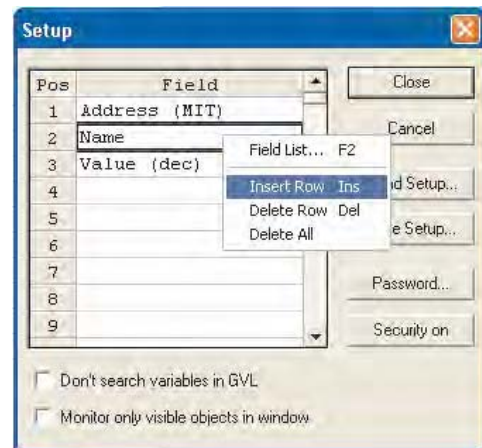 Setup
Pos Field
1 Address (MIT)
2 Name
3 Value (dec)
4
5
6
7
8
9
Field List... F2
Insert Row Ins
Delete Row Del
Delete All
Close
Cancel
Setup...
Setup...
Password...
Security on
Don't search variables in GVL
Monitor only visible objects in window